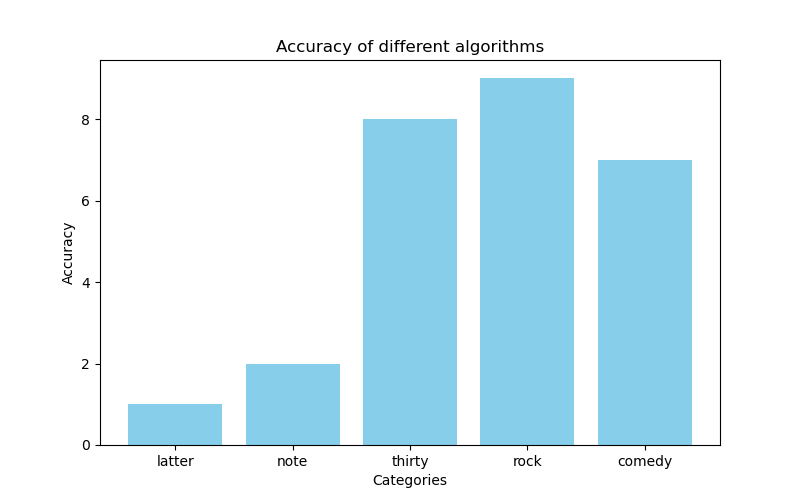 Accuracy of different algorithms
Accuracy
8
6
4
2
0
latter note thirty rock comedy
Categories